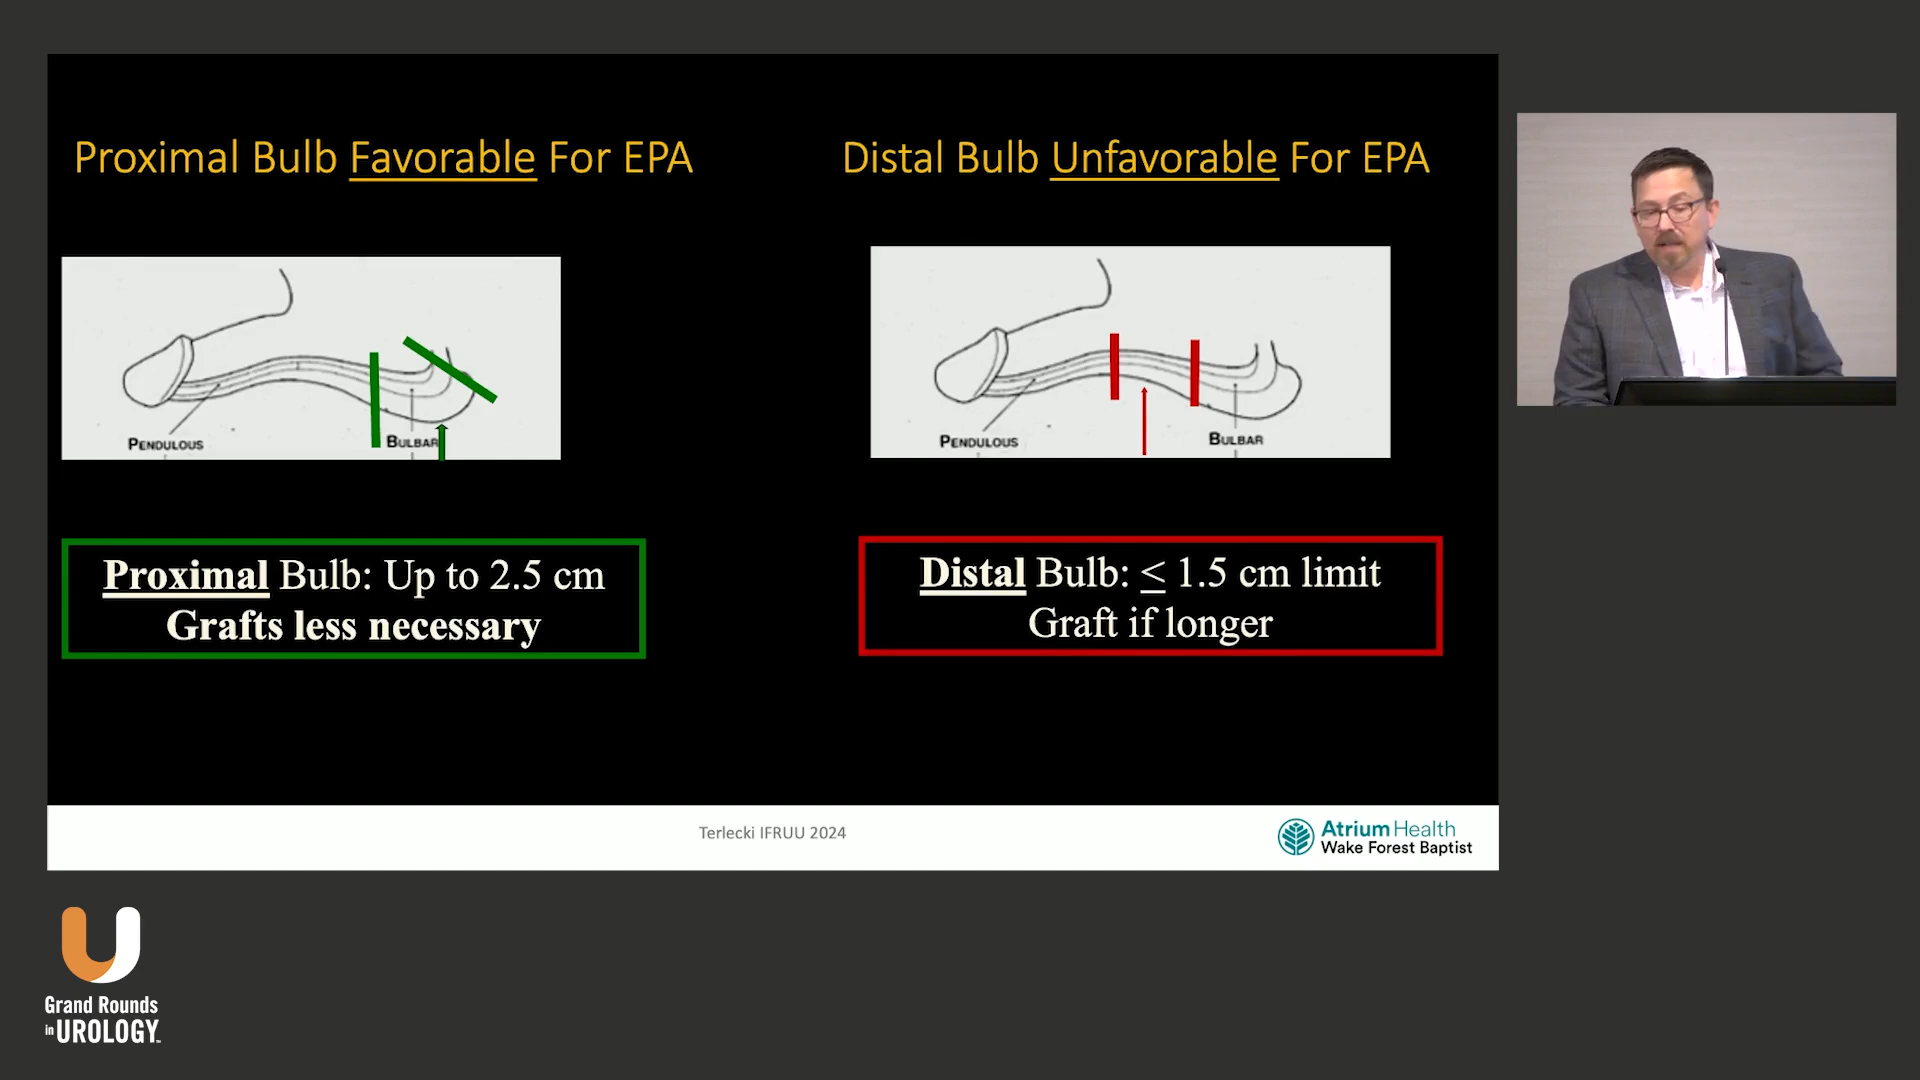 Proximal Bulb Favorable For EPA
Distal Bulb Unfavorable For EPA
PENDULOUS
BULBAR
PENDULOUS
BULBAR
Proximal Bulb: Up to 2.5 cm
Grafts less necessary
Distal Bulb: ≤ 1.5 cm limit
Graft if longer
Terlecki IFRUU 2024
Atrium Health
Wake Forest Baptist
U
Grand Rounds
in UROLOGY™